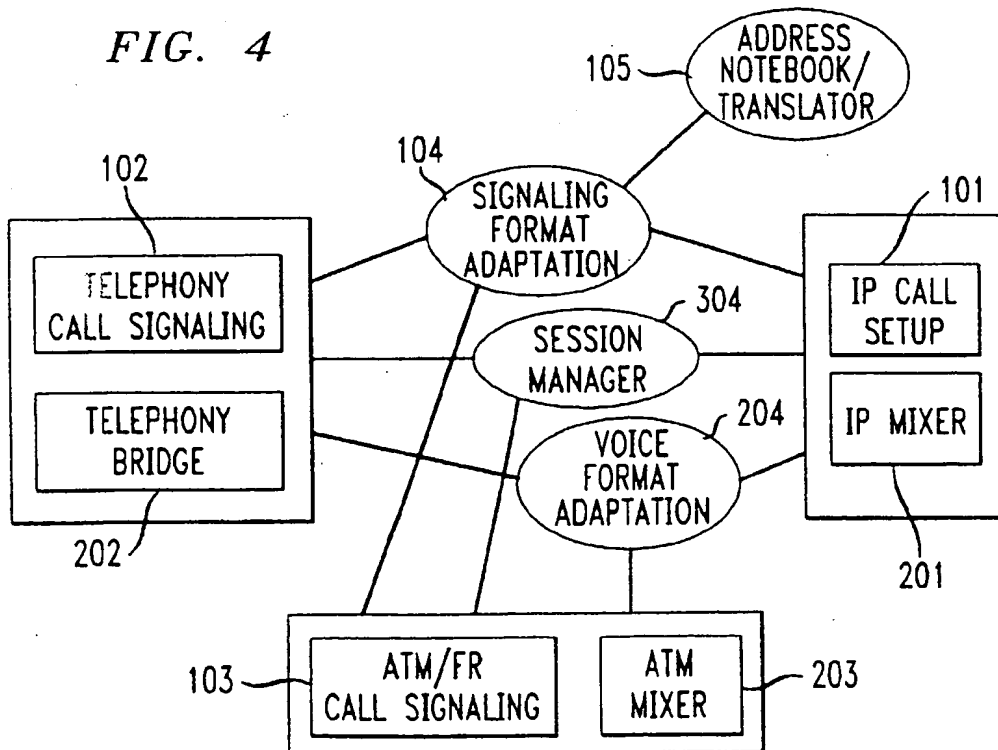 FIG. 4
ADDRESS
NOTEBOOK/
TRANSLATOR
105
104
SIGNALING
FORMAT
ADAPTATION
102
TELEPHONY
CALL SIGNALING
TELEPHONY
BRIDGE
202
304
SESSION
MANAGER
204
VOICE
FORMAT
ADAPTATION
101
IP CALL
SETUP
IP MIXER
201
103
ATM/FR
CALL SIGNALING
ATM
MIXER
203